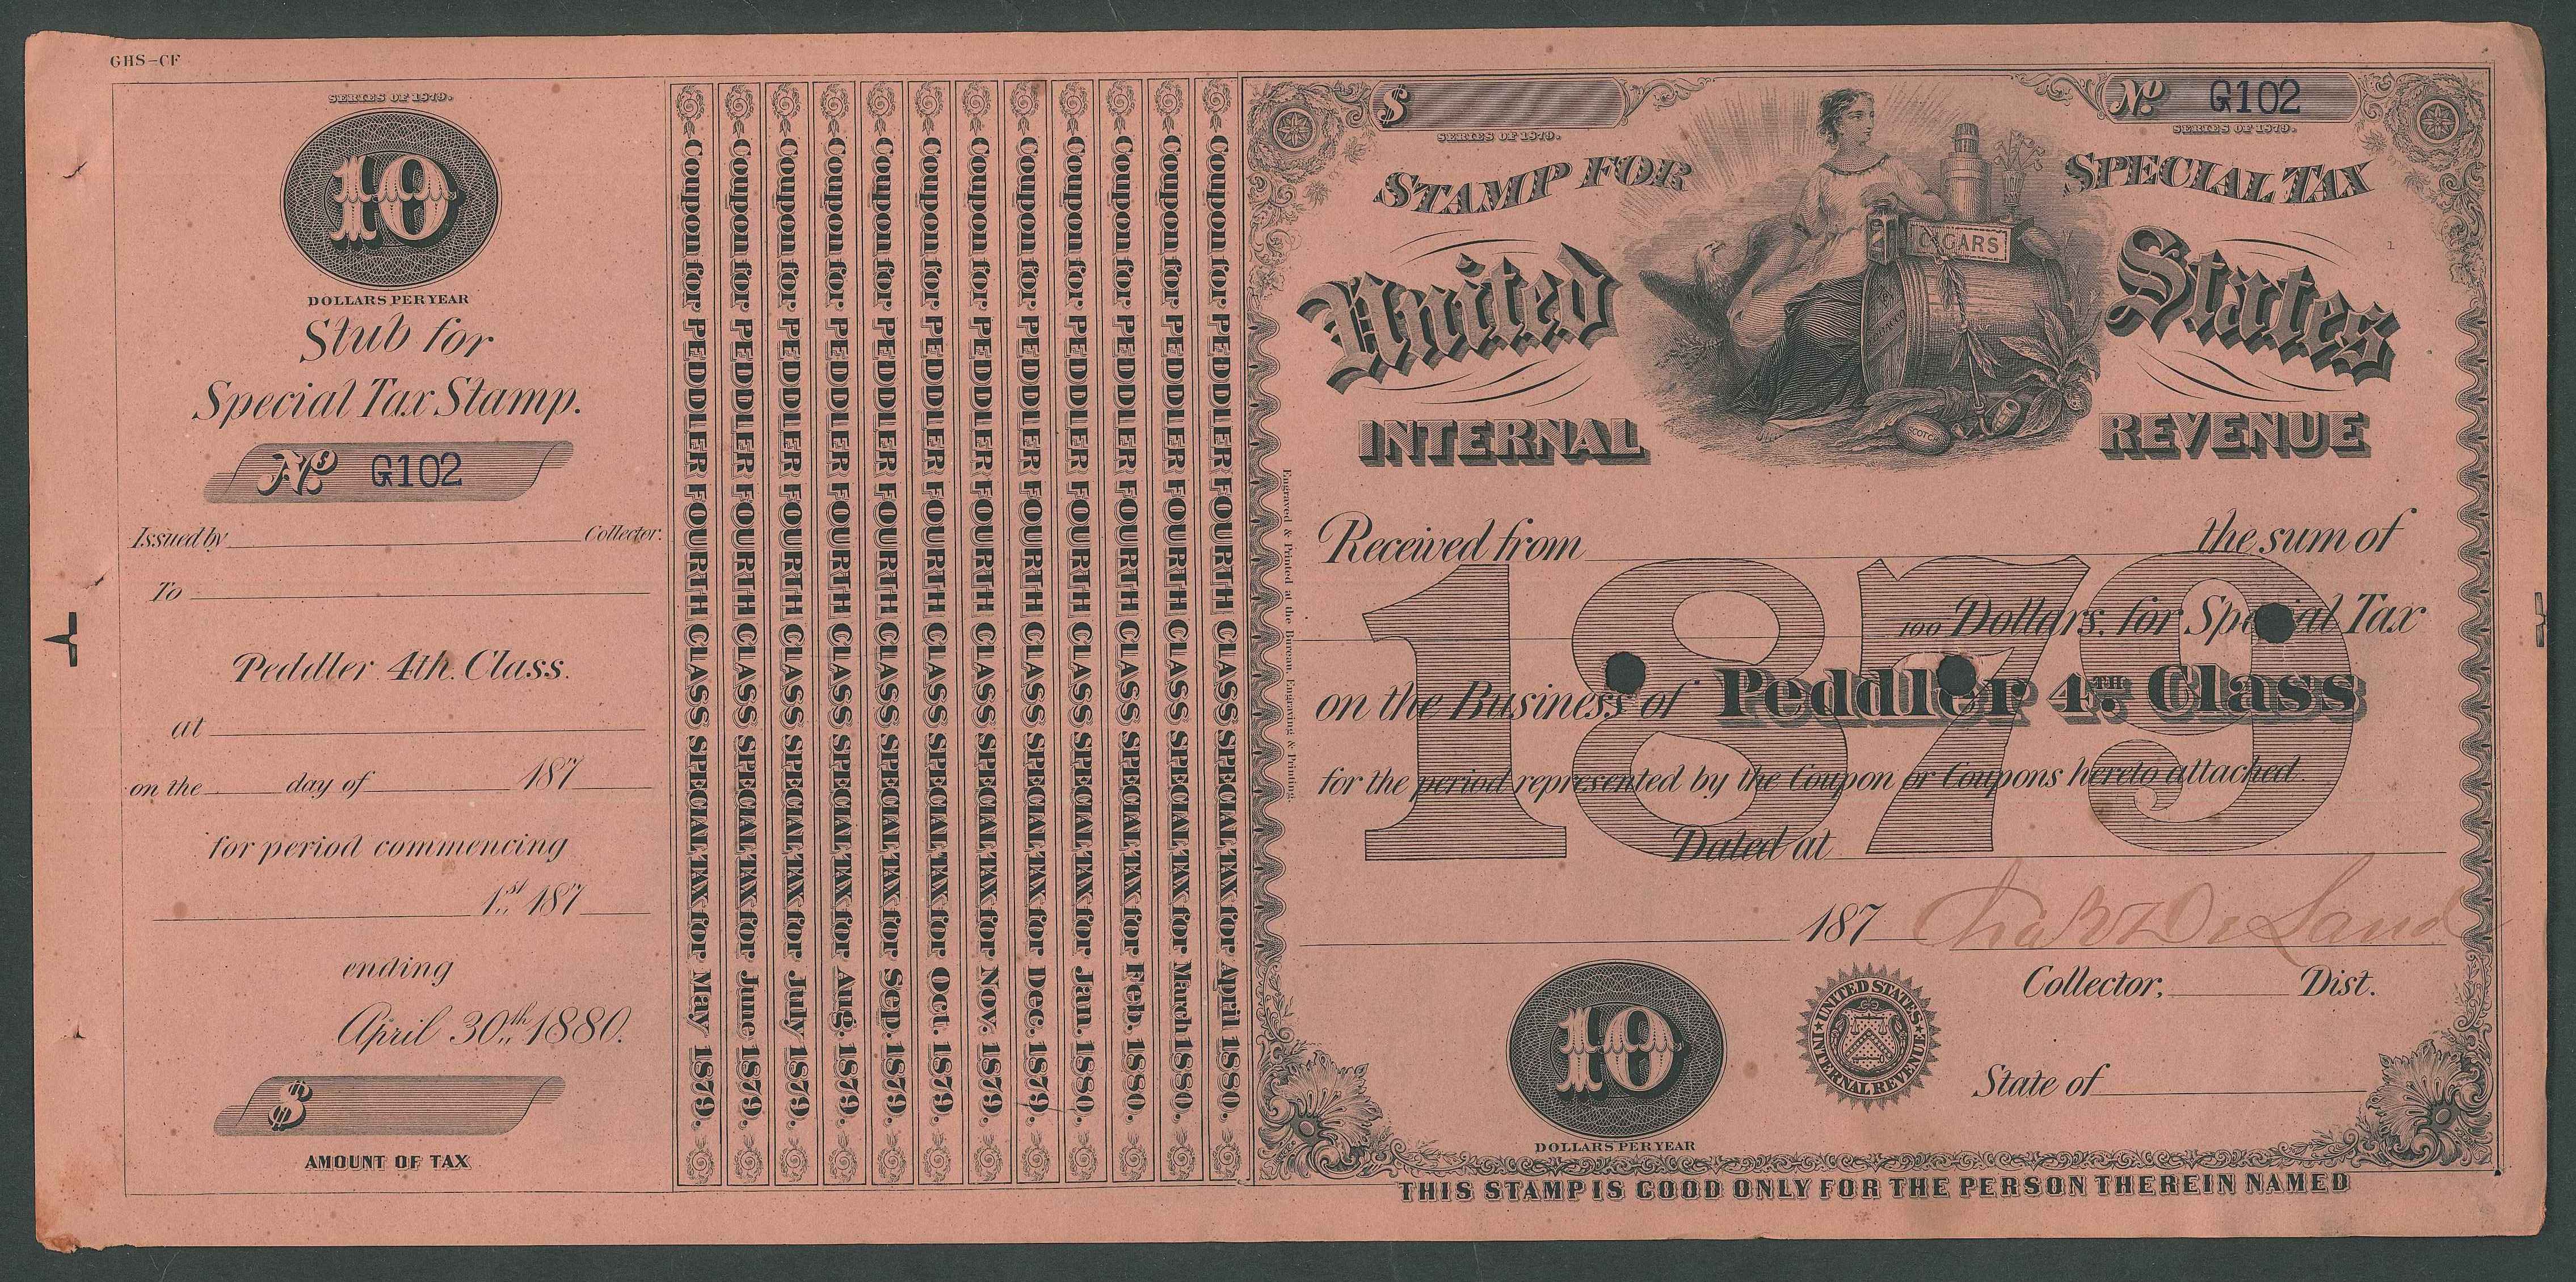 GHS-CF
SERIES OF 1879.
10
DOLLARS PER YEAR
Stub for
Special Tax Stamp.
No. G102
Issued by Collector.
To
Peddler 4th. Class.
at
on the day of 187
for period commencing
1st. 187
ending
April 30th. 1880.
$
AMOUNT OF TAX
Coupon for PEDDLER FOURTH CLASS SPECIAL TAX for May 1879.
Coupon for PEDDLER FOURTH CLASS SPECIAL TAX for June 1879.
Coupon for PEDDLER FOURTH CLASS SPECIAL TAX for July 1879.
Coupon for PEDDLER FOURTH CLASS SPECIAL TAX for Aug. 1879.
Coupon for PEDDLER FOURTH CLASS SPECIAL TAX for Sep. 1879.
Coupon for PEDDLER FOURTH CLASS SPECIAL TAX for Oct. 1879.
Coupon for PEDDLER FOURTH CLASS SPECIAL TAX for Nov. 1879.
Coupon for PEDDLER FOURTH CLASS SPECIAL TAX for Dec. 1879.
Coupon for PEDDLER FOURTH CLASS SPECIAL TAX for Jan. 1880.
Coupon for PEDDLER FOURTH CLASS SPECIAL TAX for Feb. 1880.
Coupon for PEDDLER FOURTH CLASS SPECIAL TAX for March 1880.
Coupon for PEDDLER FOURTH CLASS SPECIAL TAX for April 1880.
Engraved & Printed at the Bureau, Engraving & Printing.
$
SERIES OF 1879.
No. G102
SERIES OF 1879.
STAMP FOR SPECIAL TAX
1
United States
CIGARS
TOBACCO
SCOTCH
INTERNAL REVENUE
Received from the sum of
1879
100 Dollars, for Special Tax
on the Business of Peddler 4TH. Class
for the period represented by the Coupon or Coupons hereto attached
Dated at
187 De Land
Collector, Dist.
10
DOLLARS PER YEAR
UNITED STATES INTERNAL REVENUE
State of
THIS STAMP IS GOOD ONLY FOR THE PERSON THEREIN NAMED